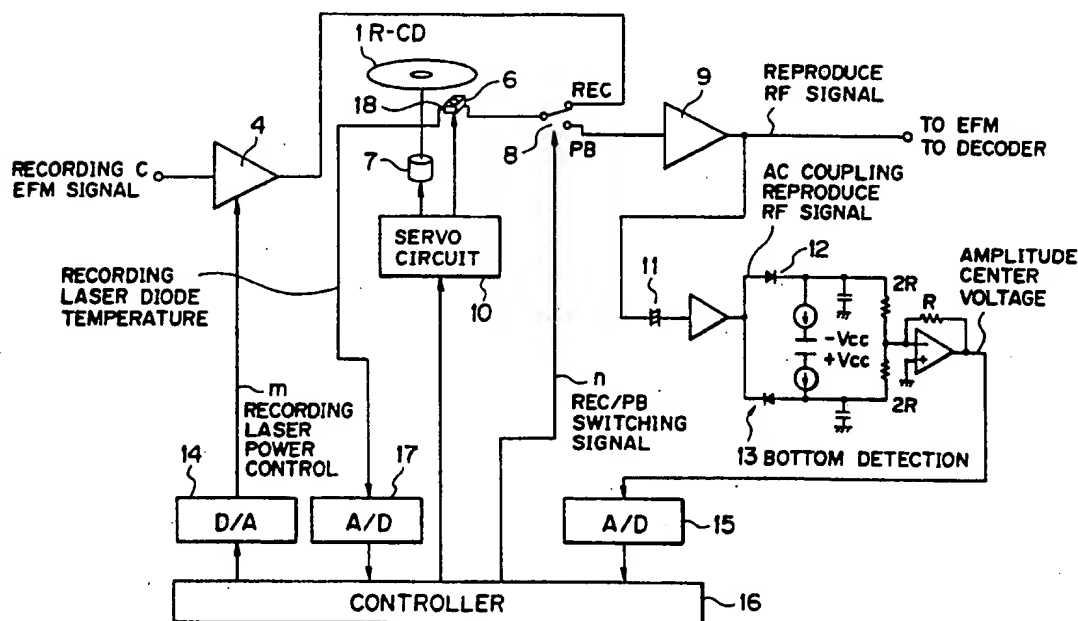 1 R-CD
6
18
REC
9
REPRODUCE
RF SIGNAL
4
7
8
PB
TO EFM
TO DECODER
RECORDING C
EFM SIGNAL
AC COUPLING
REPRODUCE
RF SIGNAL
SERVO
CIRCUIT
10
12
11
AMPLITUDE
CENTER
VOLTAGE
RECORDING
LASER DIODE
TEMPERATURE
2R
R
-Vcc
+Vcc
-
+
2R
m
RECORDING
LASER
POWER
CONTROL
n
REC/PB
SWITCHING
SIGNAL
13 BOTTOM DETECTION
14
17
D/A
A/D
A/D
15
CONTROLLER
16